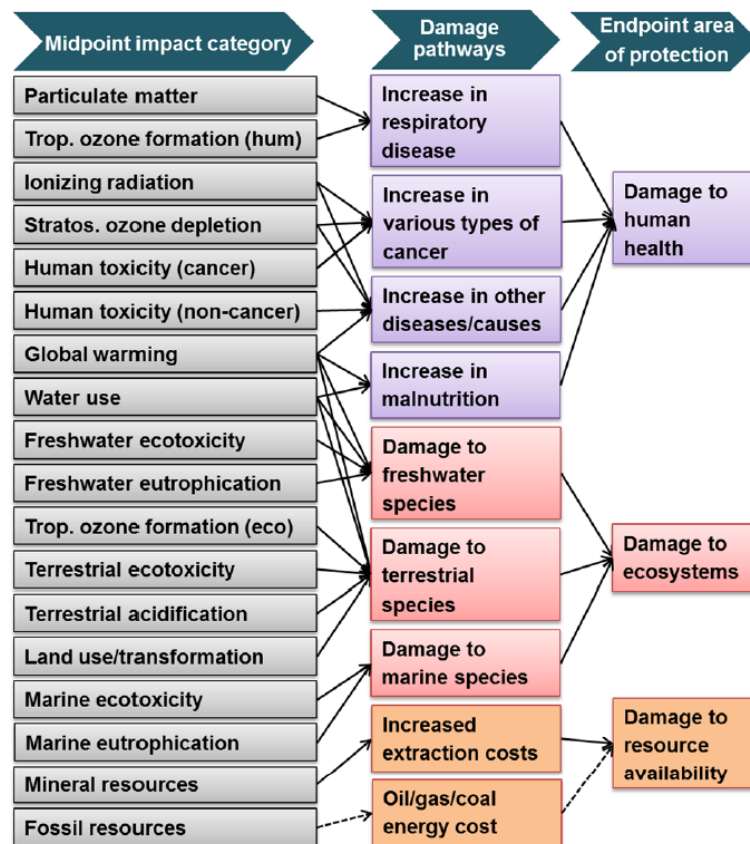 Midpoint impact category
Damage
pathways
Endpoint area
of protection
Particulate matter
Trop. ozone formation (hum)
Ionizing radiation
Stratos. ozone depletion
Human toxicity (cancer)
Human toxicity (non-cancer)
Global warming
Water use
Freshwater ecotoxicity
Freshwater eutrophication
Trop. ozone formation (eco)
Terrestrial ecotoxicity
Terrestrial acidification
Land use/transformation
Marine ecotoxicity
Marine eutrophication
Mineral resources
Fossil resources
Increase in
respiratory
disease
Increase in
various types of
cancer
Increase in other
diseases/causes
Increase in
malnutrition
Damage to
freshwater
species
Damage to
terrestrial
species
Damage to
marine species
Increased
extraction costs
Oil/gas/coal
energy cost
Damage to
human
health
Damage to
ecosystems
Damage to
resource
availability